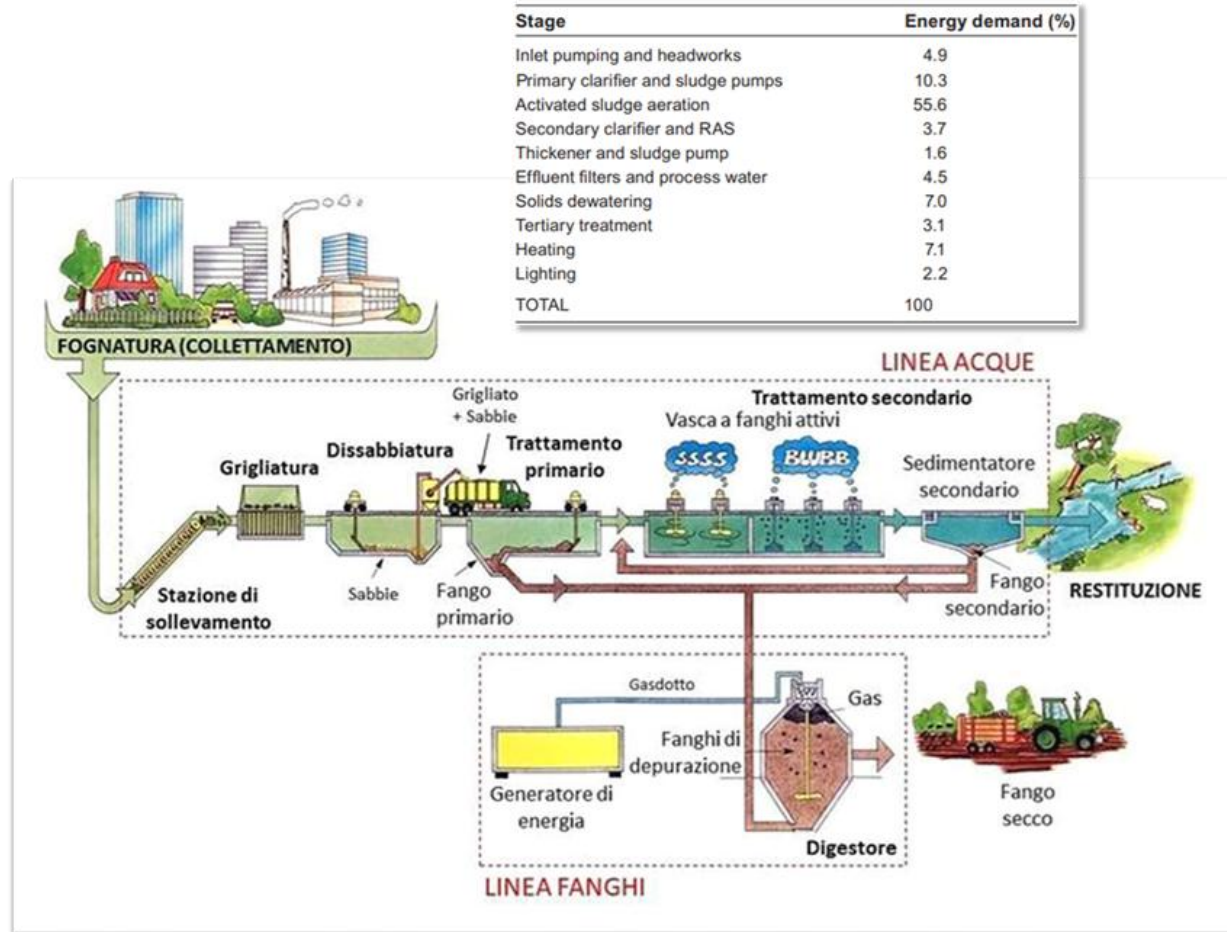 Stage Energy demand (%)
Inlet pumping and headworks 4.9
Primary clarifier and sludge pumps 10.3
Activated sludge aeration 55.6
Secondary clarifier and RAS 3.7
Thickener and sludge pump 1.6
Effluent filters and process water 4.5
Solids dewatering 7.0
Tertiary treatment 3.1
Heating 7.1
Lighting 2.2
TOTAL 100
FOGNATURA (COLLETTAMENTO)
LINEA ACQUE
Grigliatura
Dissabbiatura
Grigliato
+ Sabbie
Trattamento
primario
Trattamento secondario
Vasca a fanghi attivi
SSSS
BLUBB
Sedimentatore
secondario
Stazione di
sollevamento
Sabbie
Fango
primario
Fango
secondario
RESTITUZIONE
Gasdotto
Gas
Fanghi di
depurazione
Generatore di
energia
Digestore
Fango
secco
LINEA FANGHI